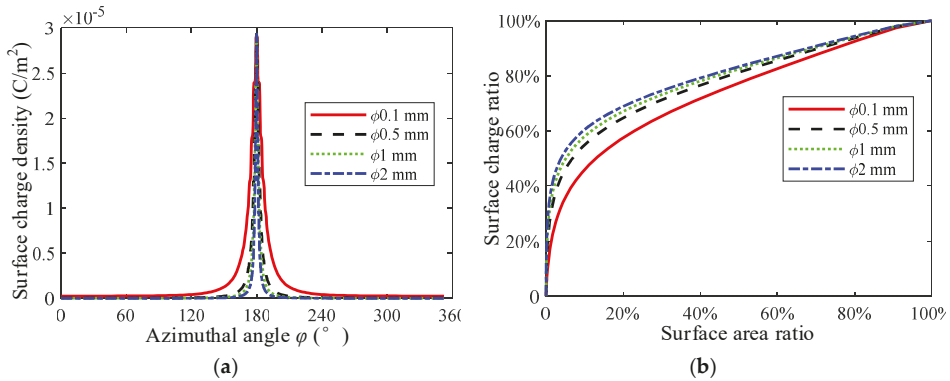 ×10⁻⁵
3
2.5
2
1.5
1
0.5
0
Surface charge density (C/m²)
ϕ0.1 mm
ϕ0.5 mm
ϕ1 mm
ϕ2 mm
0 60 120 180 240 300 360
Azimuthal angle φ (°)
(a)
100%
80%
60%
40%
20%
0
Surface charge ratio
ϕ0.1 mm
ϕ0.5 mm
ϕ1 mm
ϕ2 mm
0 20% 40% 60% 80% 100%
Surface area ratio
(b)